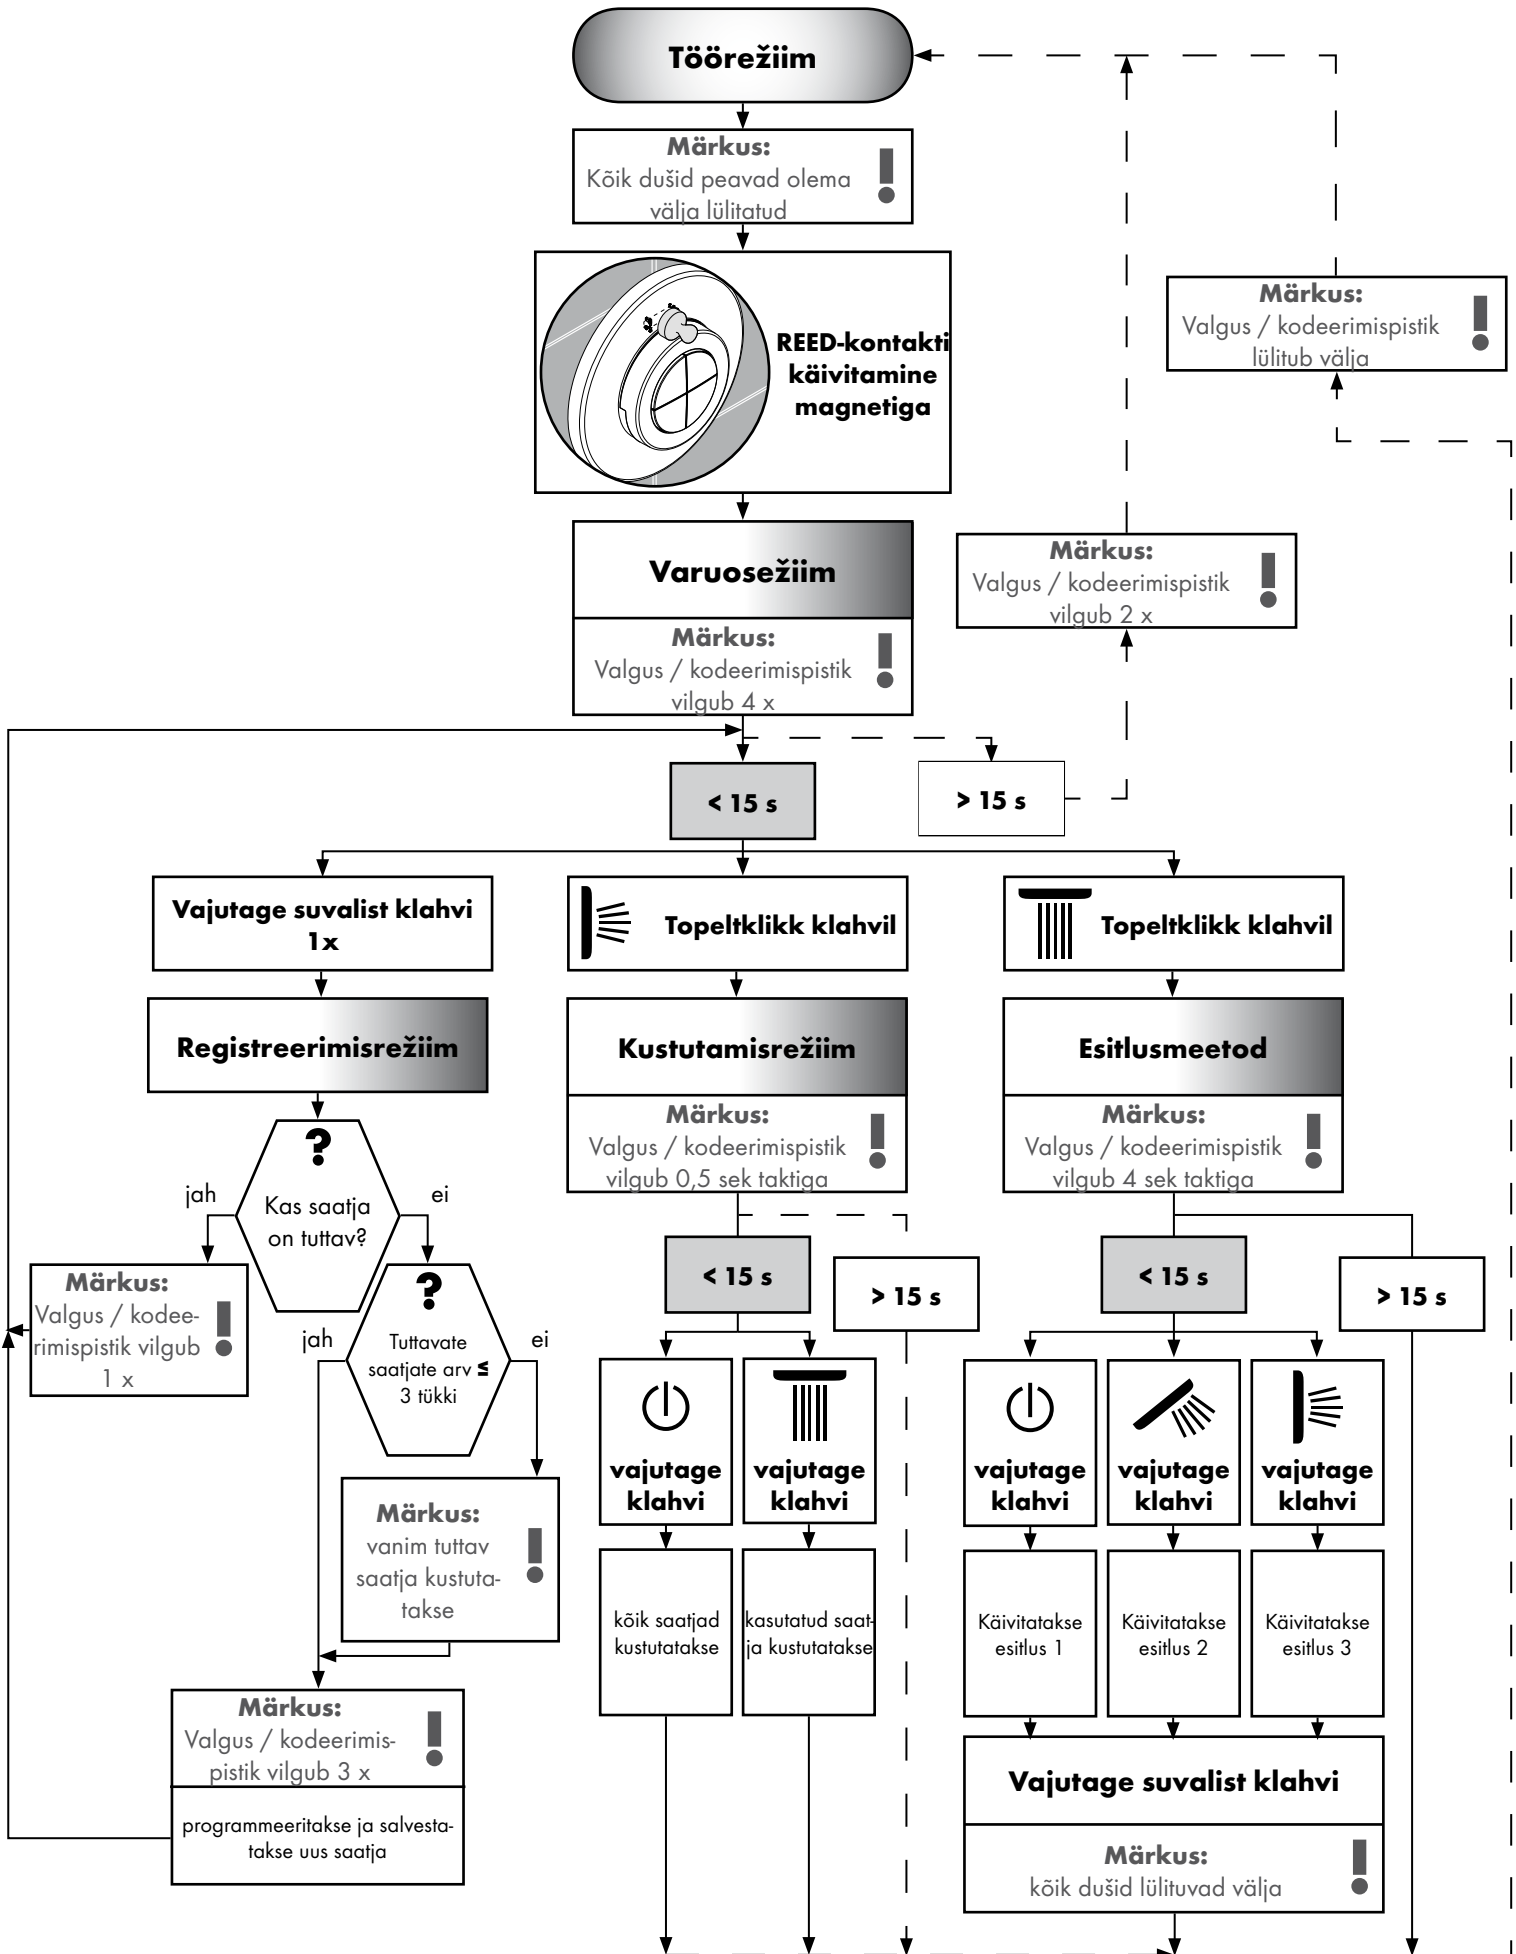 Töörežiim
Märkus:
Kõik dušid peavad olema
välja lülitatud
REED-kontakti
käivitamine
magnetiga
Märkus:
Valgus / kodeerimispistik
lülitub välja
Varuosežiim
Märkus:
Valgus / kodeerimispistik
vilgub 4 x
Märkus:
Valgus / kodeerimispistik
vilgub 2 x
< 15 s
> 15 s
Vajutage suvalist klahvi
1x
Topeltklikk klahvil
Topeltklikk klahvil
Registreerimisrežiim
Kustutamisrežiim
Märkus:
Valgus / kodeerimispistik
vilgub 0,5 sek taktiga
Esitlusmeetod
Märkus:
Valgus / kodeerimispistik
vilgub 4 sek taktiga
?
Kas saatja
on tuttav?
jah
ei
Märkus:
Valgus / kodee-
rimispistik vilgub
1 x
?
Tuttavate
saatjate arv ≤
3 tükki
jah
ei
< 15 s
> 15 s
< 15 s
> 15 s
vajutage
klahvi
vajutage
klahvi
vajutage
klahvi
vajutage
klahvi
vajutage
klahvi
Märkus:
vanim tuttav
saatja kustuta-
takse
kõik saatjad
kustutatakse
kasutatud saat-
ja kustutatakse
Käivitatakse
esitlus 1
Käivitatakse
esitlus 2
Käivitatakse
esitlus 3
Märkus:
Valgus / kodeerimis-
pistik vilgub 3 x
programmeeritakse ja salvesta-
takse uus saatja
Vajutage suvalist klahvi
Märkus:
kõik dušid lülituvad välja